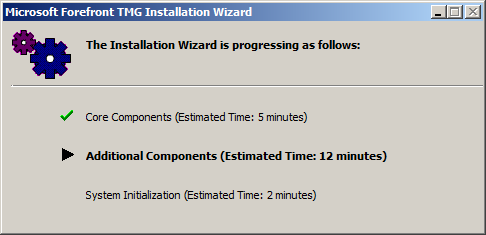 Microsoft Forefront TMG Installation Wizard
The Installation Wizard is progressing as follows:
Core Components (Estimated Time: 5 minutes)
Additional Components (Estimated Time: 12 minutes)
System Initialization (Estimated Time: 2 minutes)